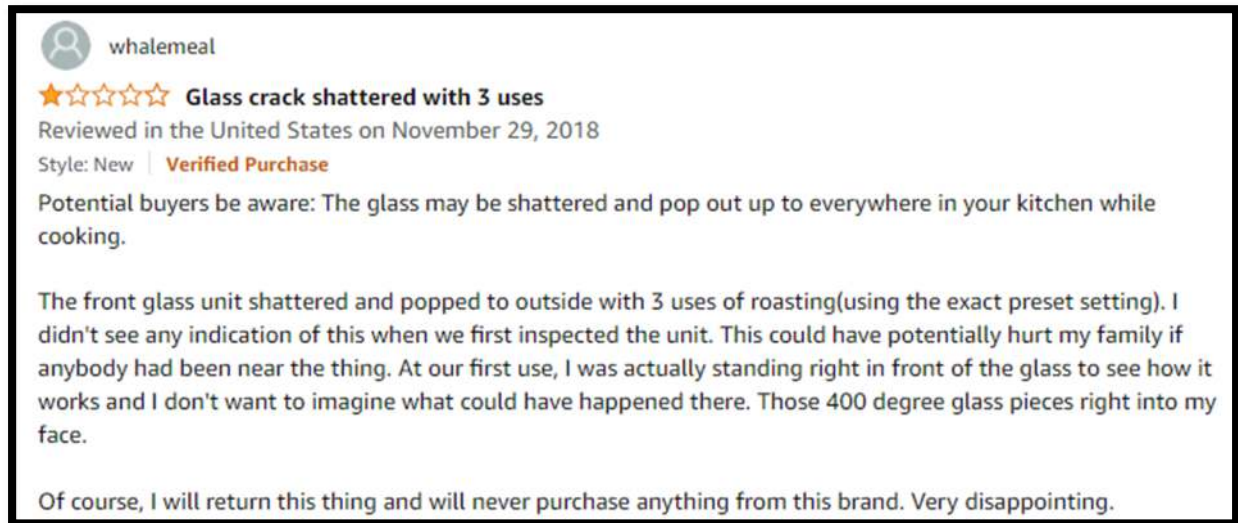 whalemeal
Glass crack shattered with 3 uses
Reviewed in the United States on November 29, 2018
Style: New | Verified Purchase
Potential buyers be aware: The glass may be shattered and pop out up to everywhere in your kitchen while
cooking.
The front glass unit shattered and popped to outside with 3 uses of roasting(using the exact preset setting). I
didn't see any indication of this when we first inspected the unit. This could have potentially hurt my family if
anybody had been near the thing. At our first use, I was actually standing right in front of the glass to see how it
works and I don't want to imagine what could have happened there. Those 400 degree glass pieces right into my
face.
Of course, I will return this thing and will never purchase anything from this brand. Very disappointing.